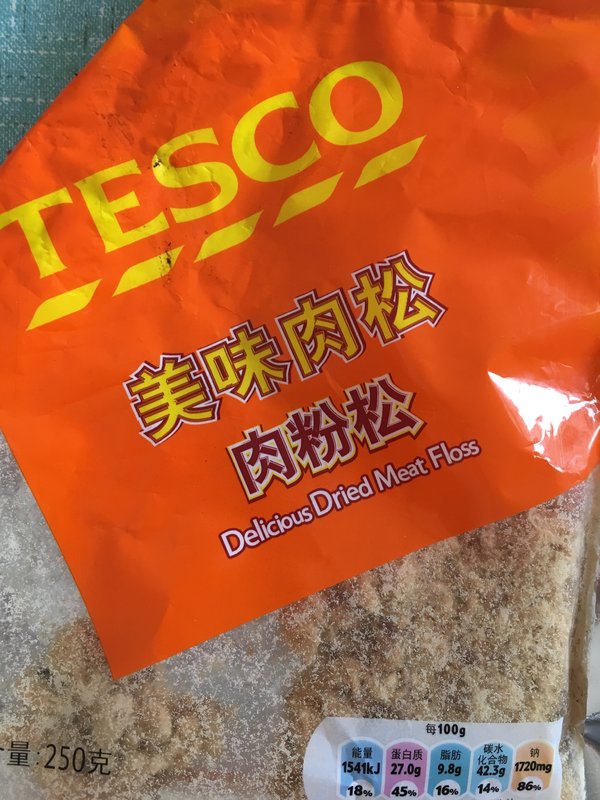 TESCO
美味肉松
肉粉松
Delicious Dried Meat Floss
量:250克
每100g
能量 蛋白质 脂肪 碳水化合物 钠
1541kJ 27.0g 9.8g 42.3g 1720mg
18% 45% 16% 14% 86%